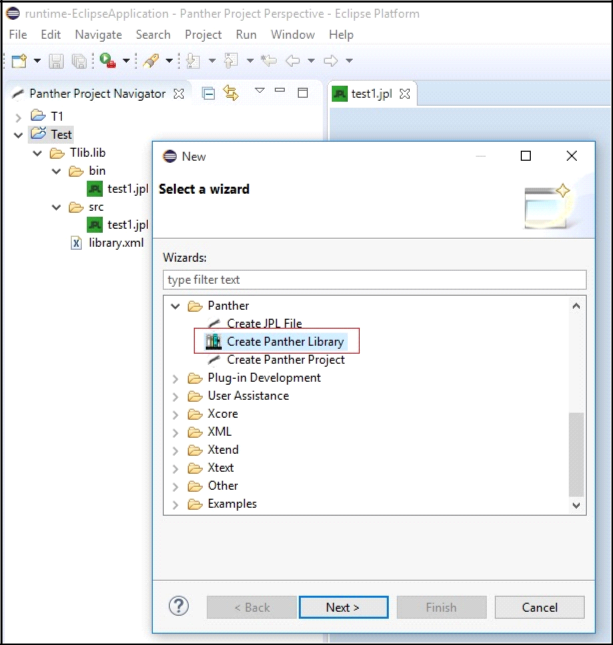 runtime-EclipseApplication - Panther Project Perspective - Eclipse Platform
File Edit Navigate Search Project Run Window Help
Panther Project Navigator
test1.jpl
T1
Test
Tlib.lib
bin
test1.jpl
src
test1.jpl
library.xml
New
Select a wizard
Wizards:
type filter text
Panther
Create JPL File
Create Panther Library
Create Panther Project
Plug-in Development
User Assistance
Xcore
XML
Xtend
Xtext
Other
Examples
< Back Next > Finish Cancel